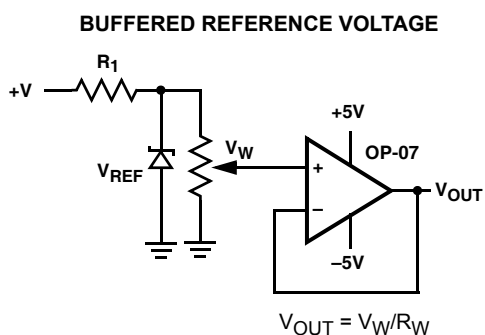 BUFFERED REFERENCE VOLTAGE
R1
+V
+5V
VW
OP-07
VREF
+
VOUT
–
–5V
VOUT = VW/RW